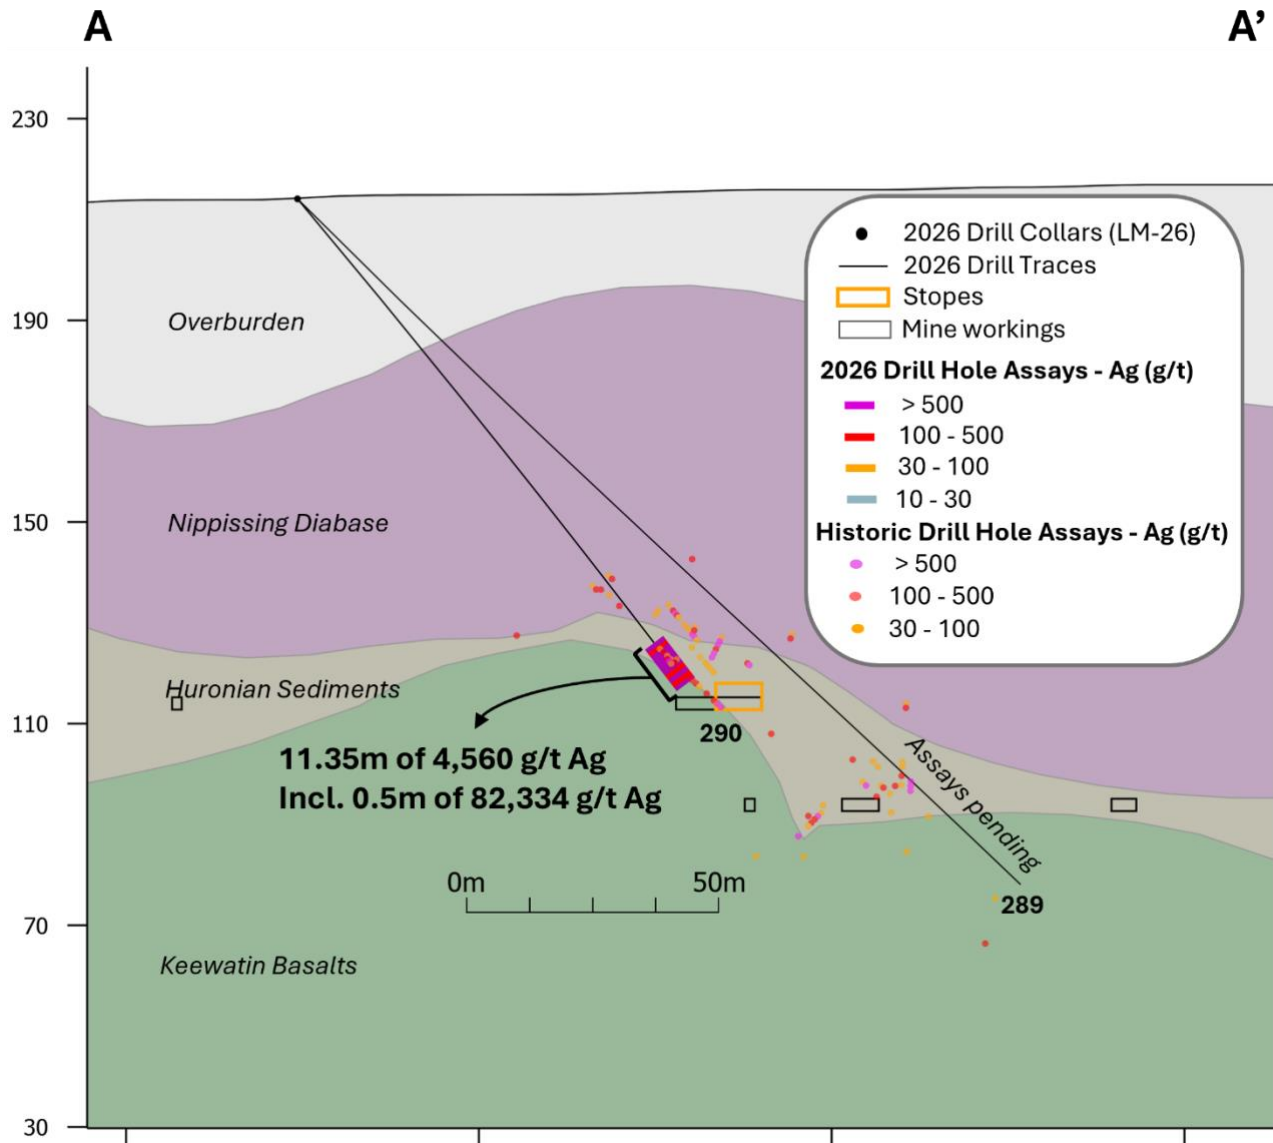 A A’
230
190
150
110
70
30
Overburden
Nippissing Diabase
Huronian Sediments
Keewatin Basalts
2026 Drill Collars (LM-26)
2026 Drill Traces
Stopes
Mine workings
2026 Drill Hole Assays - Ag (g/t)
> 500
100 - 500
30 - 100
10 - 30
Historic Drill Hole Assays - Ag (g/t)
> 500
100 - 500
30 - 100
290
11.35m of 4,560 g/t Ag
Incl. 0.5m of 82,334 g/t Ag
Assays pending
289
0m 50m